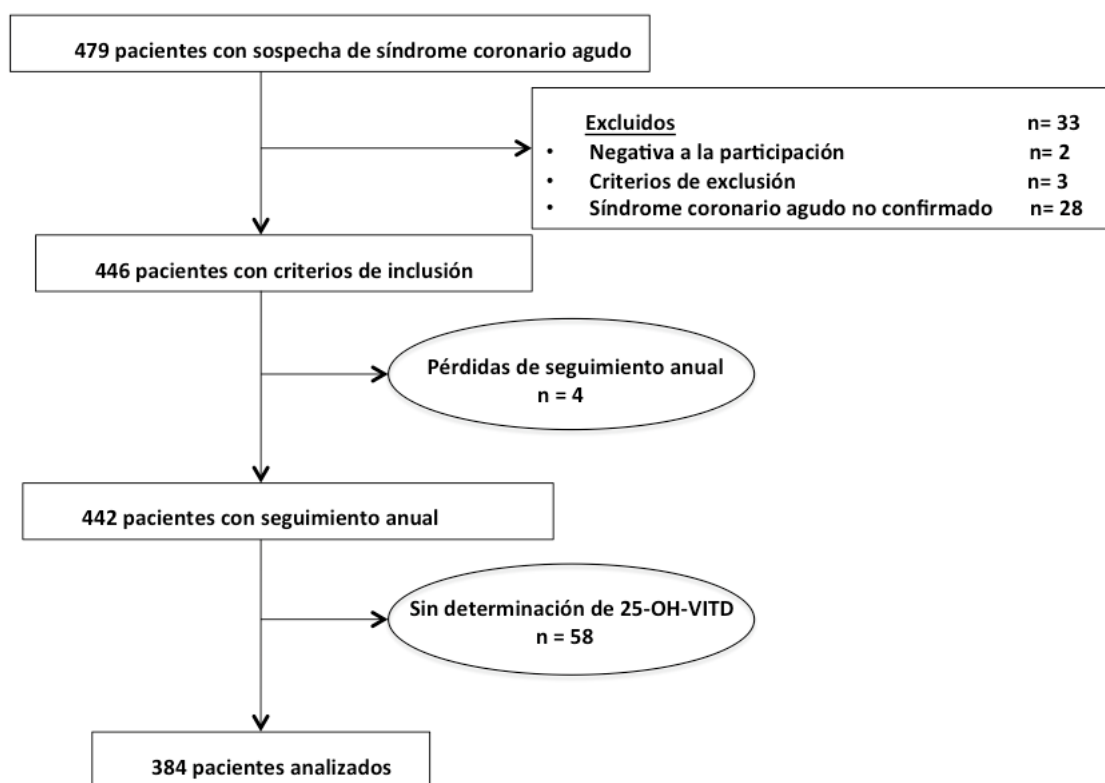 479 pacientes con sospecha de síndrome coronario agudo
Excluidos n= 33
• Negativa a la participación n= 2
• Criterios de exclusión n= 3
• Síndrome coronario agudo no confirmado n= 28
446 pacientes con criterios de inclusión
Pérdidas de seguimiento anual
n = 4
442 pacientes con seguimiento anual
Sin determinación de 25-OH-VITD
n = 58
384 pacientes analizados